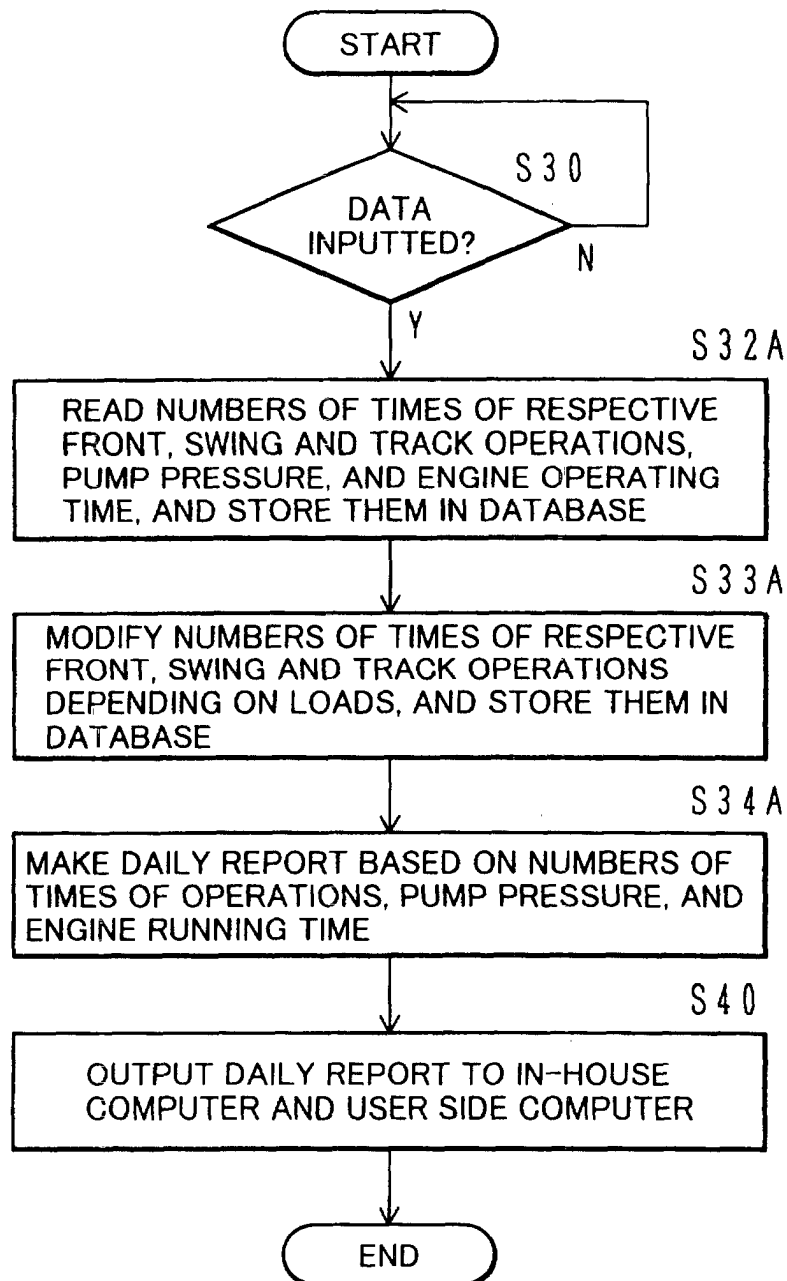 START
S30
DATA
INPUTTED?
N
Y
S32A
READ NUMBERS OF TIMES OF RESPECTIVE
FRONT, SWING AND TRACK OPERATIONS,
PUMP PRESSURE, AND ENGINE OPERATING
TIME, AND STORE THEM IN DATABASE
S33A
MODIFY NUMBERS OF TIMES OF RESPECTIVE
FRONT, SWING AND TRACK OPERATIONS
DEPENDING ON LOADS, AND STORE THEM IN
DATABASE
S34A
MAKE DAILY REPORT BASED ON NUMBERS OF
TIMES OF OPERATIONS, PUMP PRESSURE, AND
ENGINE RUNNING TIME
S40
OUTPUT DAILY REPORT TO IN-HOUSE
COMPUTER AND USER SIDE COMPUTER
END